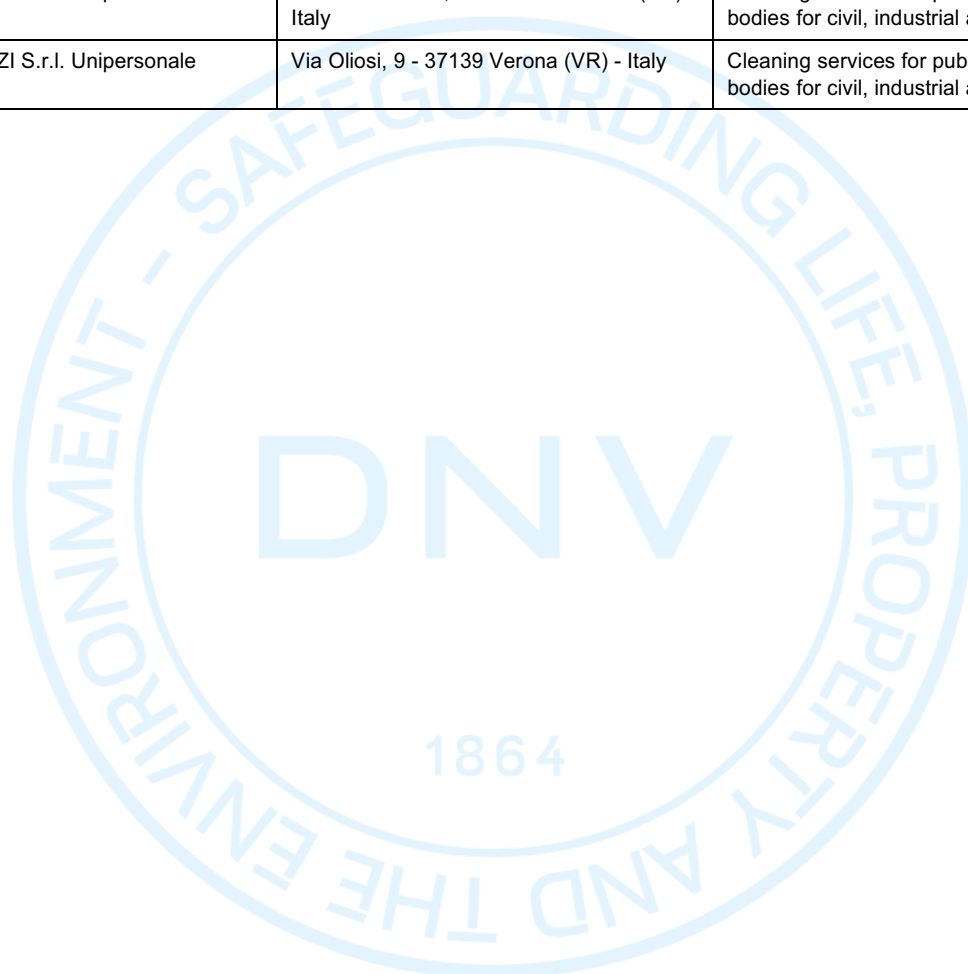 Italy
bodies for civil, industrial
ZI S.r.l. Unipersonale
Via Oliosi, 9 - 37139 Verona (VR) - Italy
Cleaning services for
bodies for civil, industrial
SAFEGUARDING LIFE, PROPERTY AND THE ENVIRONMENT -
DNV
1864